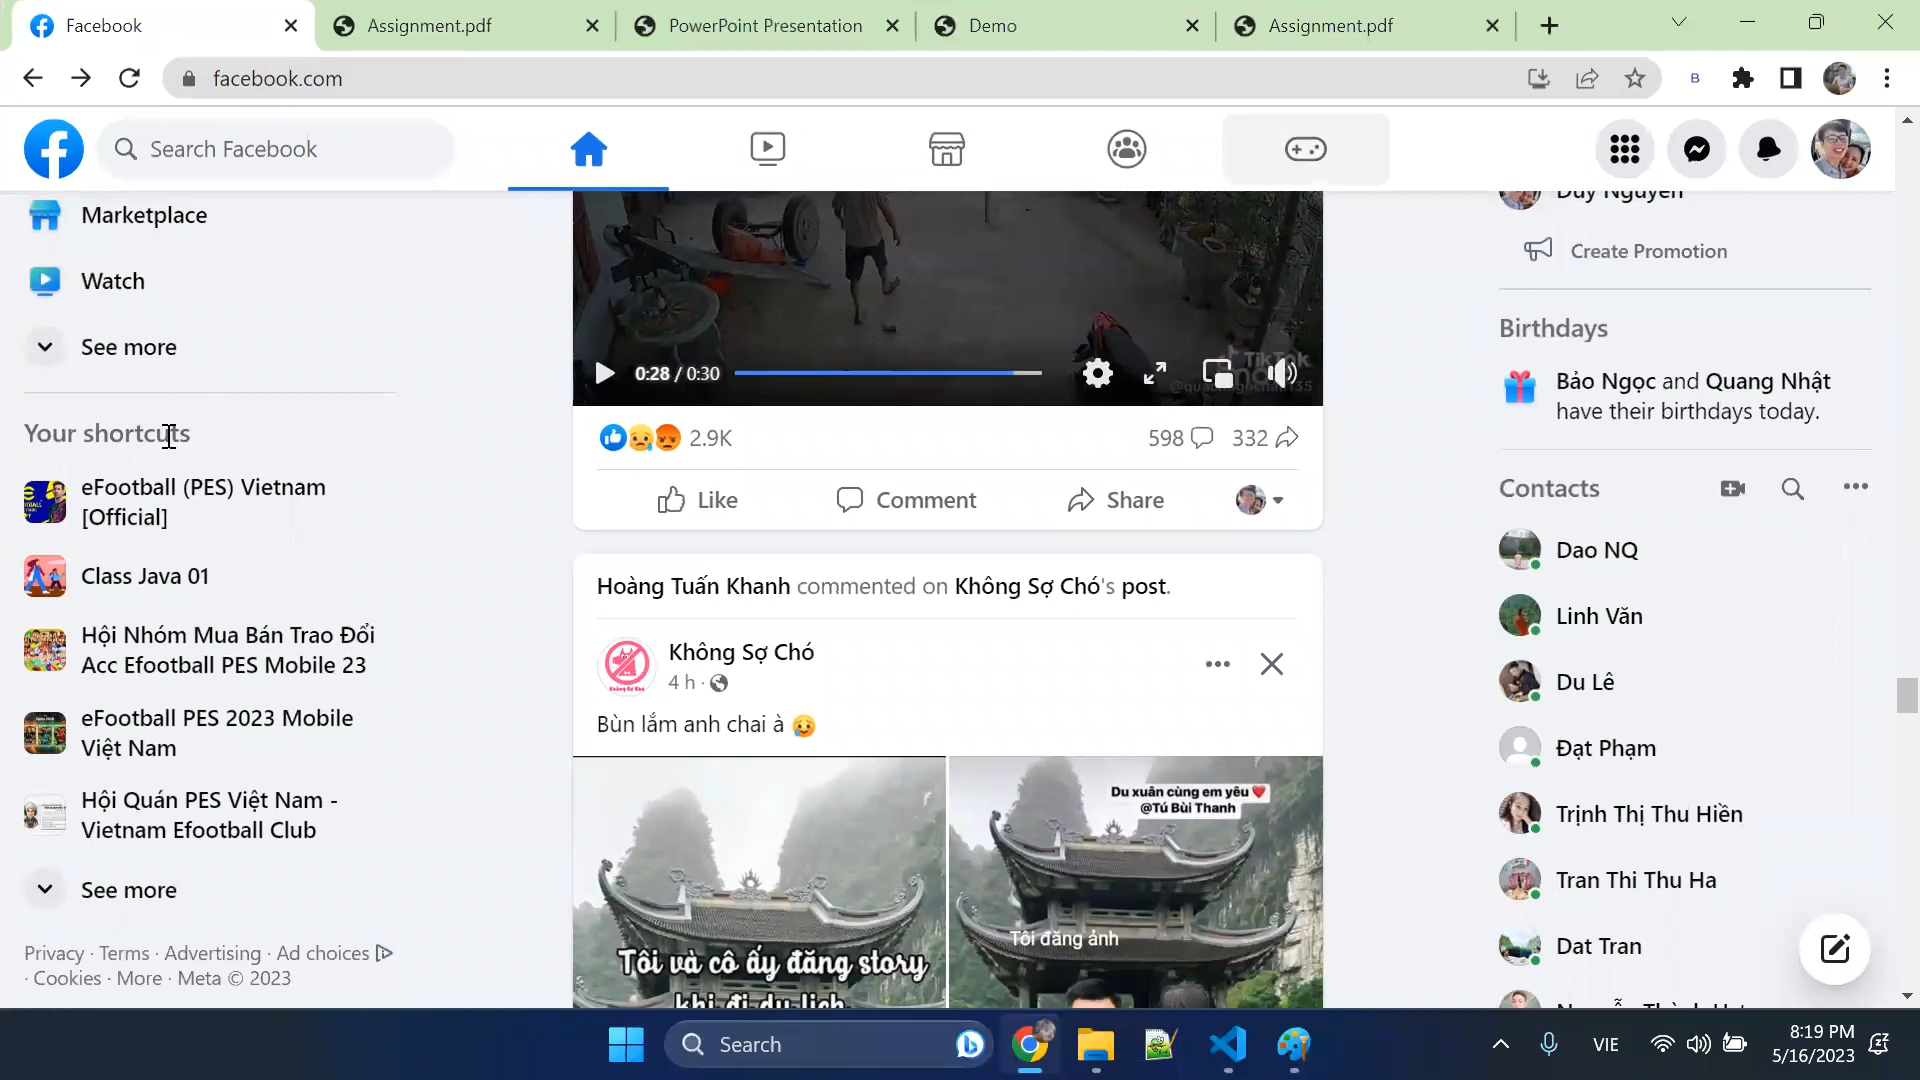 Facebook
Assignment.pdf
PowerPoint Presentation
Demo
Assignment.pdf
facebook.com
B
Search Facebook
Marketplace
Watch
See more
Your shortcuts
eFootball (PES) Vietnam
[Official]
Class Java 01
Hội Nhóm Mua Bán Trao Đổi
Acc Efootball PES Mobile 23
eFootball PES 2023 Mobile
Việt Nam
Hội Quán PES Việt Nam -
Vietnam Efootball Club
See more
Privacy · Terms · Advertising · Ad choices
· Cookies · More · Meta © 2023
0:28 / 0:30
TikTok
2.9K
598
332
Like
Comment
Share
Hoàng Tuấn Khanh commented on Không Sợ Chó's post.
Không Sợ Chó
Không Sợ Chó
4 h ·
Bùn lắm anh chai à 😥
Tôi và cô ấy đăng story
khi đi du lịch
Du xuân cùng em yêu ❤️
@Tú Bùi Thanh
Tôi đăng ảnh
Duy Nguyen
Create Promotion
Birthdays
Bảo Ngọc and Quang Nhật
have their birthdays today.
Contacts
Dao NQ
Linh Văn
Du Lê
Đạt Phạm
Trịnh Thị Thu Hiền
Tran Thi Thu Ha
Dat Tran
Search
VIE
8:19 PM
5/16/2023